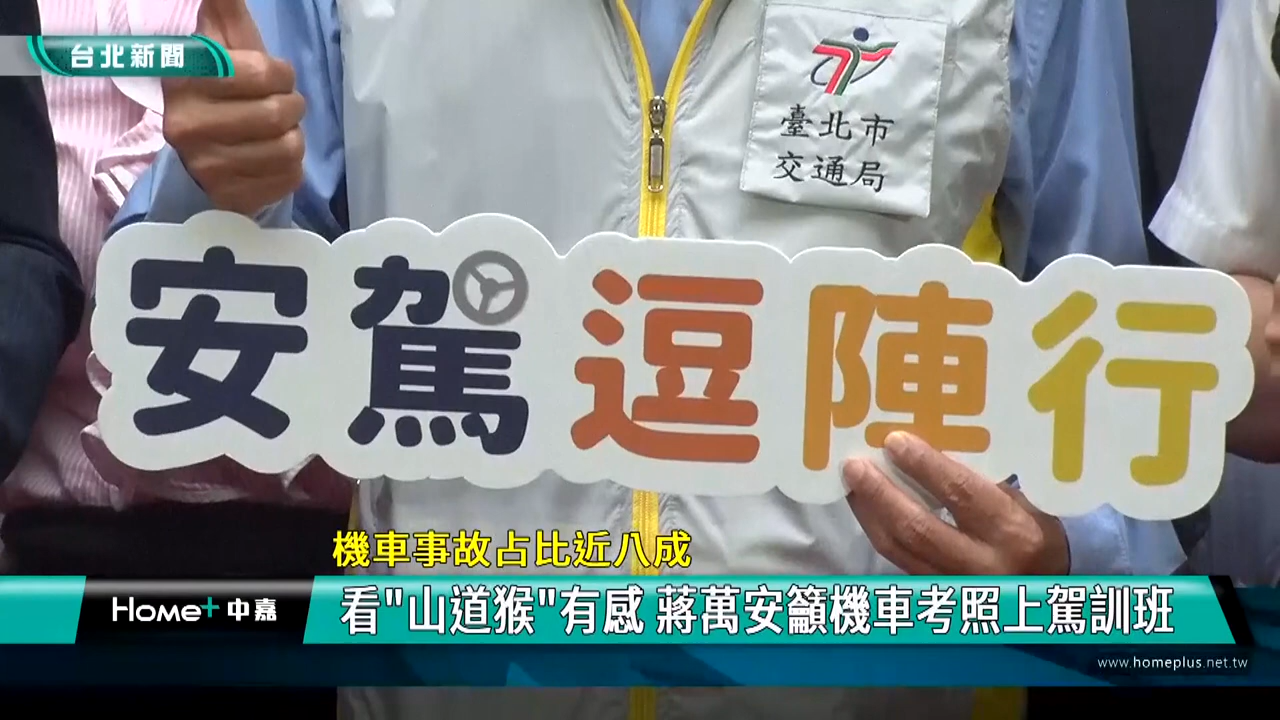 台北新聞
臺北市
交通局
安駕逗陣行
機車事故占比近八成
Home+中嘉
看"山道猴"有感 蔣萬安籲機車考照上駕訓班
www.homeplus.net.tw